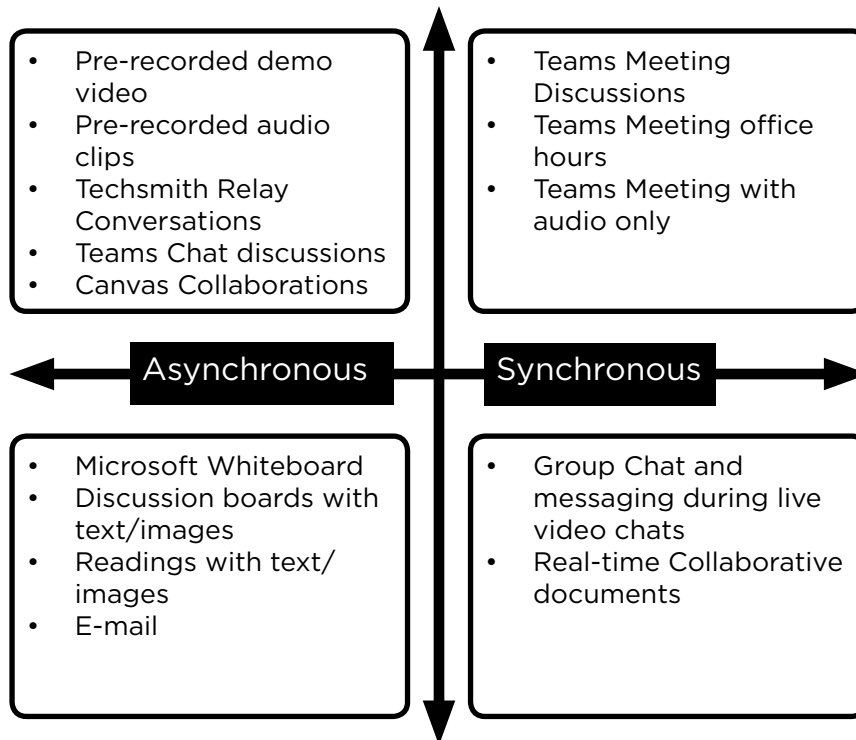 • Pre-recorded demo
video
• Pre-recorded audio
clips
• Techsmith Relay
Conversations
• Teams Chat discussions
• Canvas Collaborations
• Teams Meeting
Discussions
• Teams Meeting office
hours
• Teams Meeting with
audio only
Asynchronous
Synchronous
• Microsoft Whiteboard
• Discussion boards with
text/images
• Readings with text/
images
• E-mail
• Group Chat and
messaging during live
video chats
• Real-time Collaborative
documents